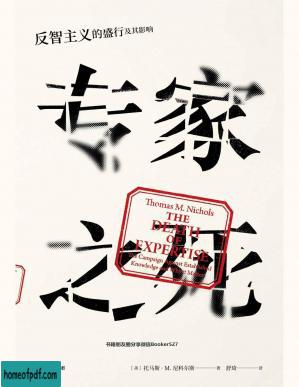 反智主义的盛行及其影响
专家
之死
Thomas M. Nichols
THE
DEATH
OF
EXPERTISE
The Campaign Against Established
Knowledge and Why It Matters
书籍朋友圈分享微信Booker527
[美] 托马斯·M. 尼科尔斯 著 舒琦 译
homeofpdf.com
homeofpdf.com